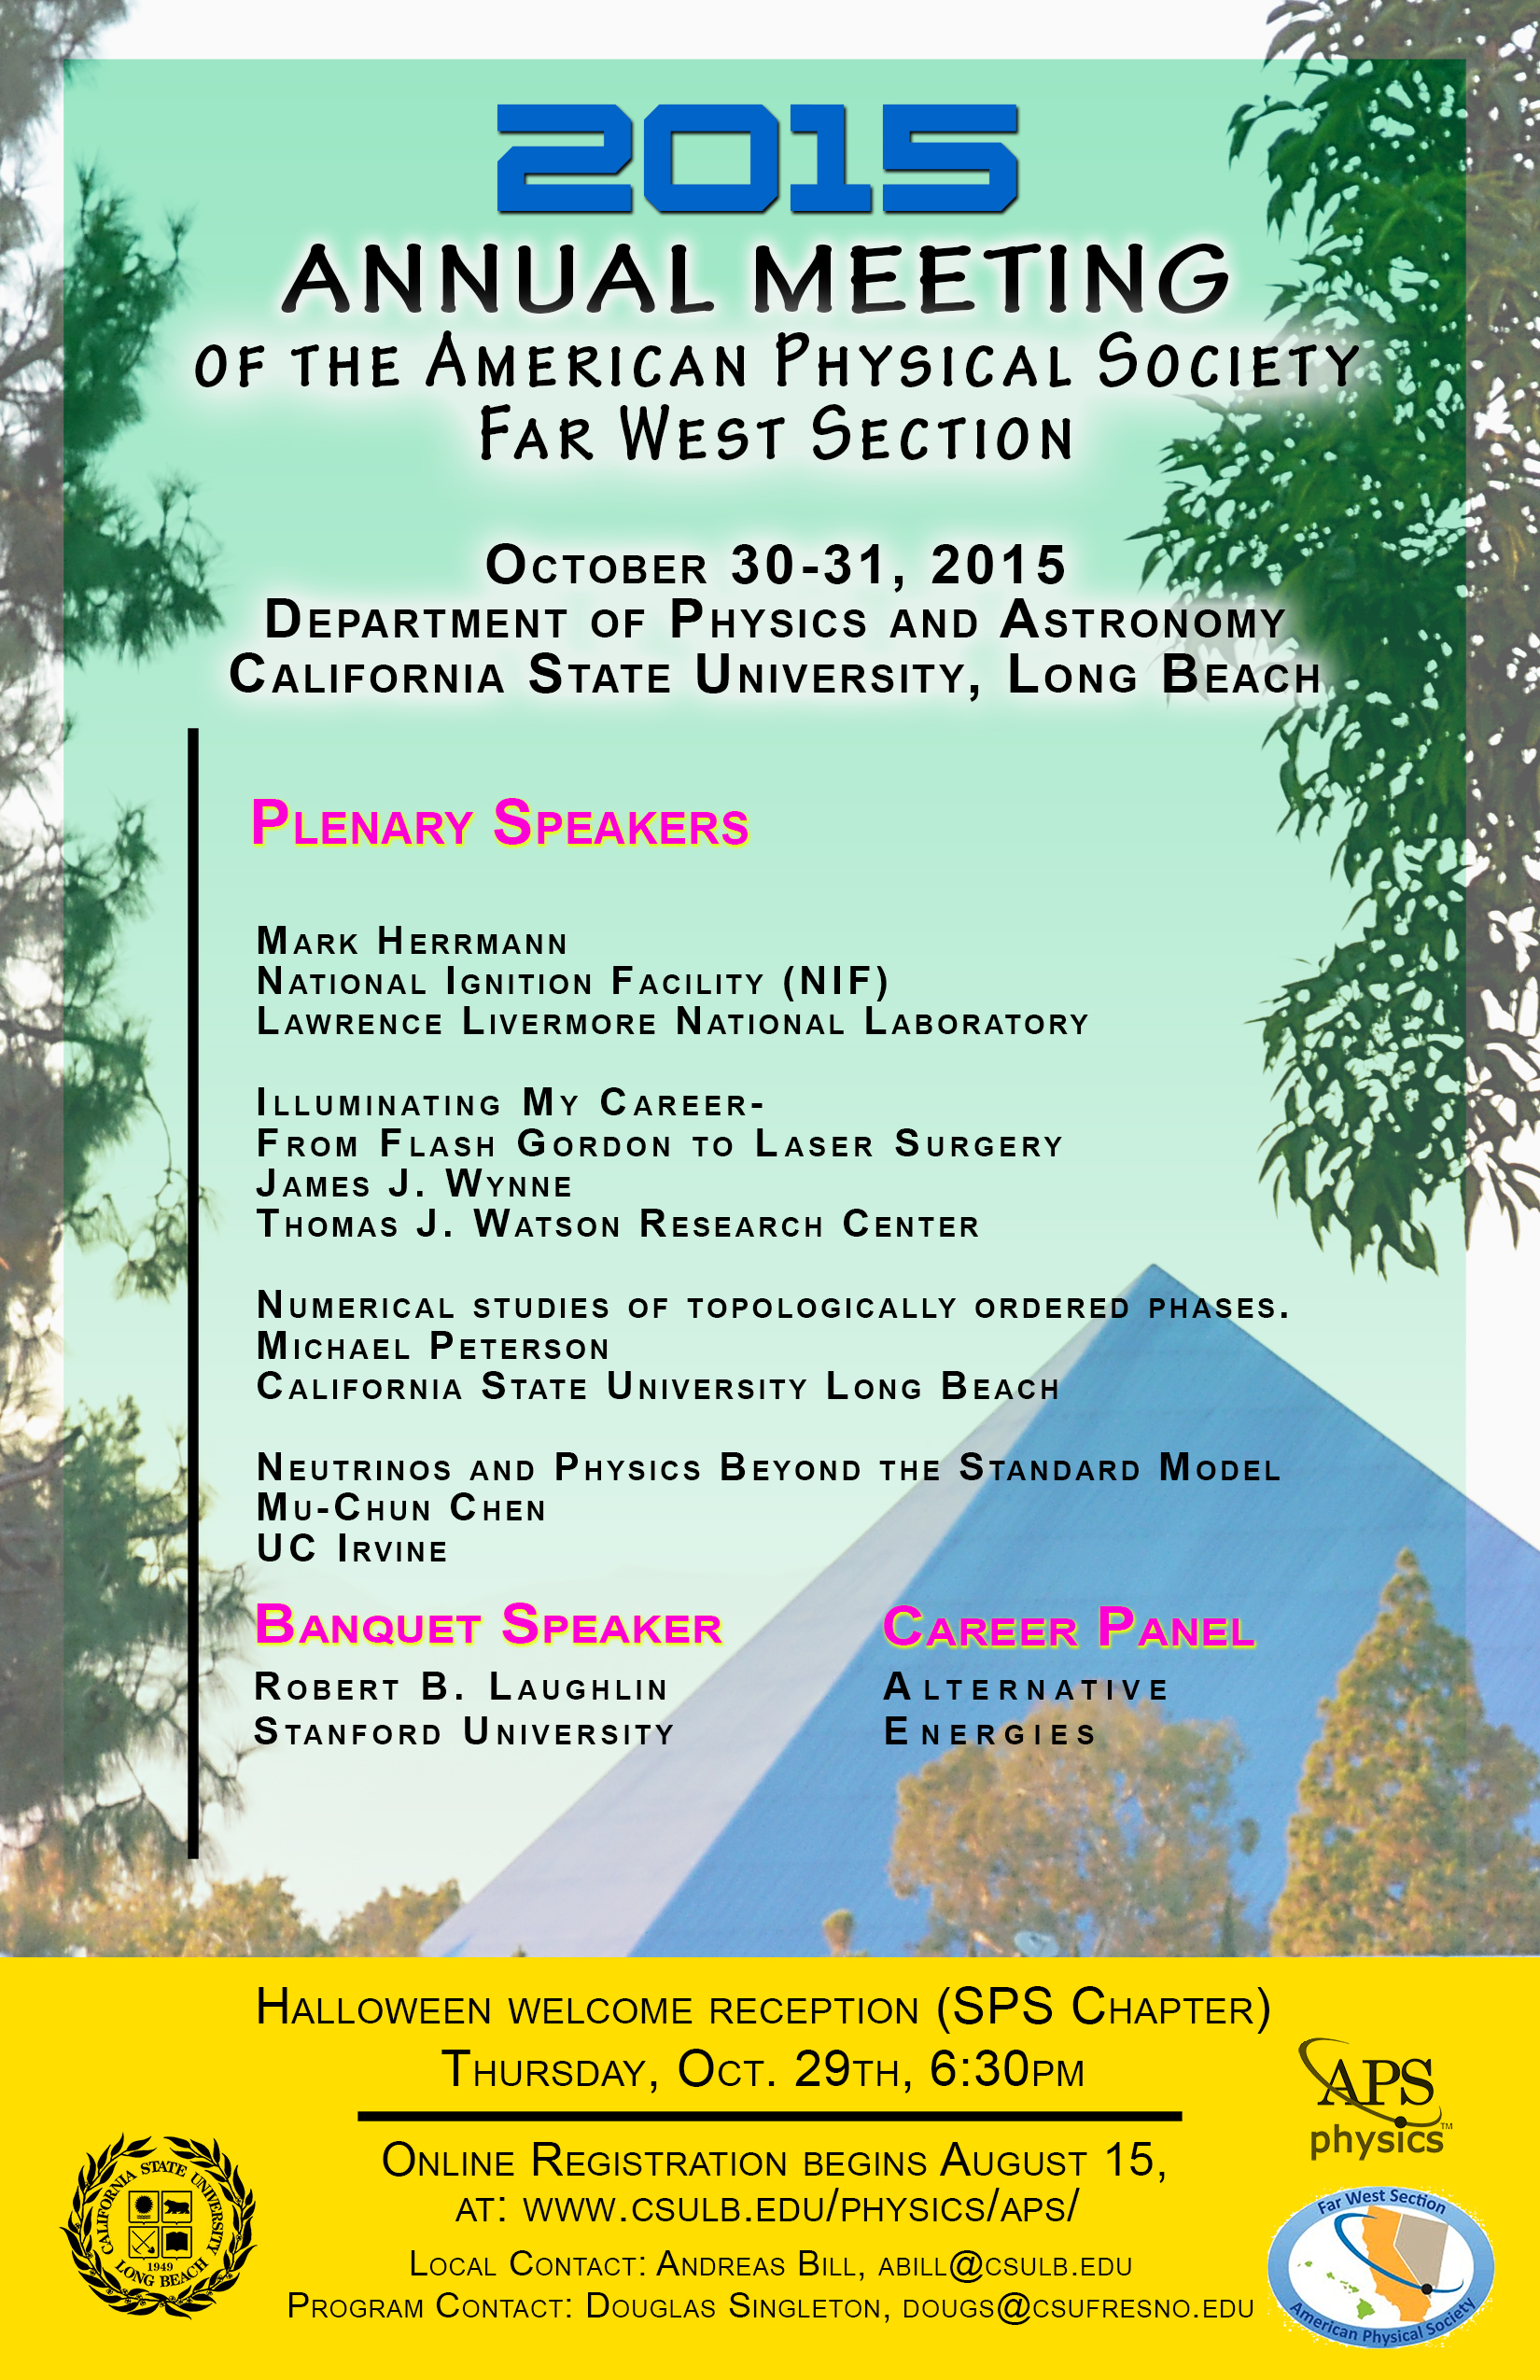 2015
ANNUAL MEETING
OF THE AMERICAN PHYSICAL SOCIETY
FAR WEST SECTION
OCTOBER 30-31, 2015
DEPARTMENT OF PHYSICS AND ASTRONOMY
CALIFORNIA STATE UNIVERSITY, LONG BEACH
PLENARY SPEAKERS
MARK HERRMANN
NATIONAL IGNITION FACILITY (NIF)
LAWRENCE LIVERMORE NATIONAL LABORATORY
ILLUMINATING MY CAREER-
FROM FLASH GORDON TO LASER SURGERY
JAMES J. WYNNE
THOMAS J. WATSON RESEARCH CENTER
NUMERICAL STUDIES OF TOPOLOGICALLY ORDERED PHASES.
MICHAEL PETERSON
CALIFORNIA STATE UNIVERSITY LONG BEACH
NEUTRINOS AND PHYSICS BEYOND THE STANDARD MODEL
MU-CHUN CHEN
UC IRVINE
BANQUET SPEAKER
ROBERT B. LAUGHLIN
STANFORD UNIVERSITY
CAREER PANEL
ALTERNATIVE
ENERGIES
HALLOWEEN WELCOME RECEPTION (SPS CHAPTER)
THURSDAY, OCT. 29TH, 6:30PM
ONLINE REGISTRATION BEGINS AUGUST 15,
AT: WWW.CSULB.EDU/PHYSICS/APS/
LOCAL CONTACT: ANDREAS BILL, ABILL@CSULB.EDU
PROGRAM CONTACT: DOUGLAS SINGLETON, DOUGS@CSUFRESNO.EDU
CALIFORNIA STATE UNIVERSITY
1949
LONG BEACH
APS
physics™
Far West Section
American Physical Society